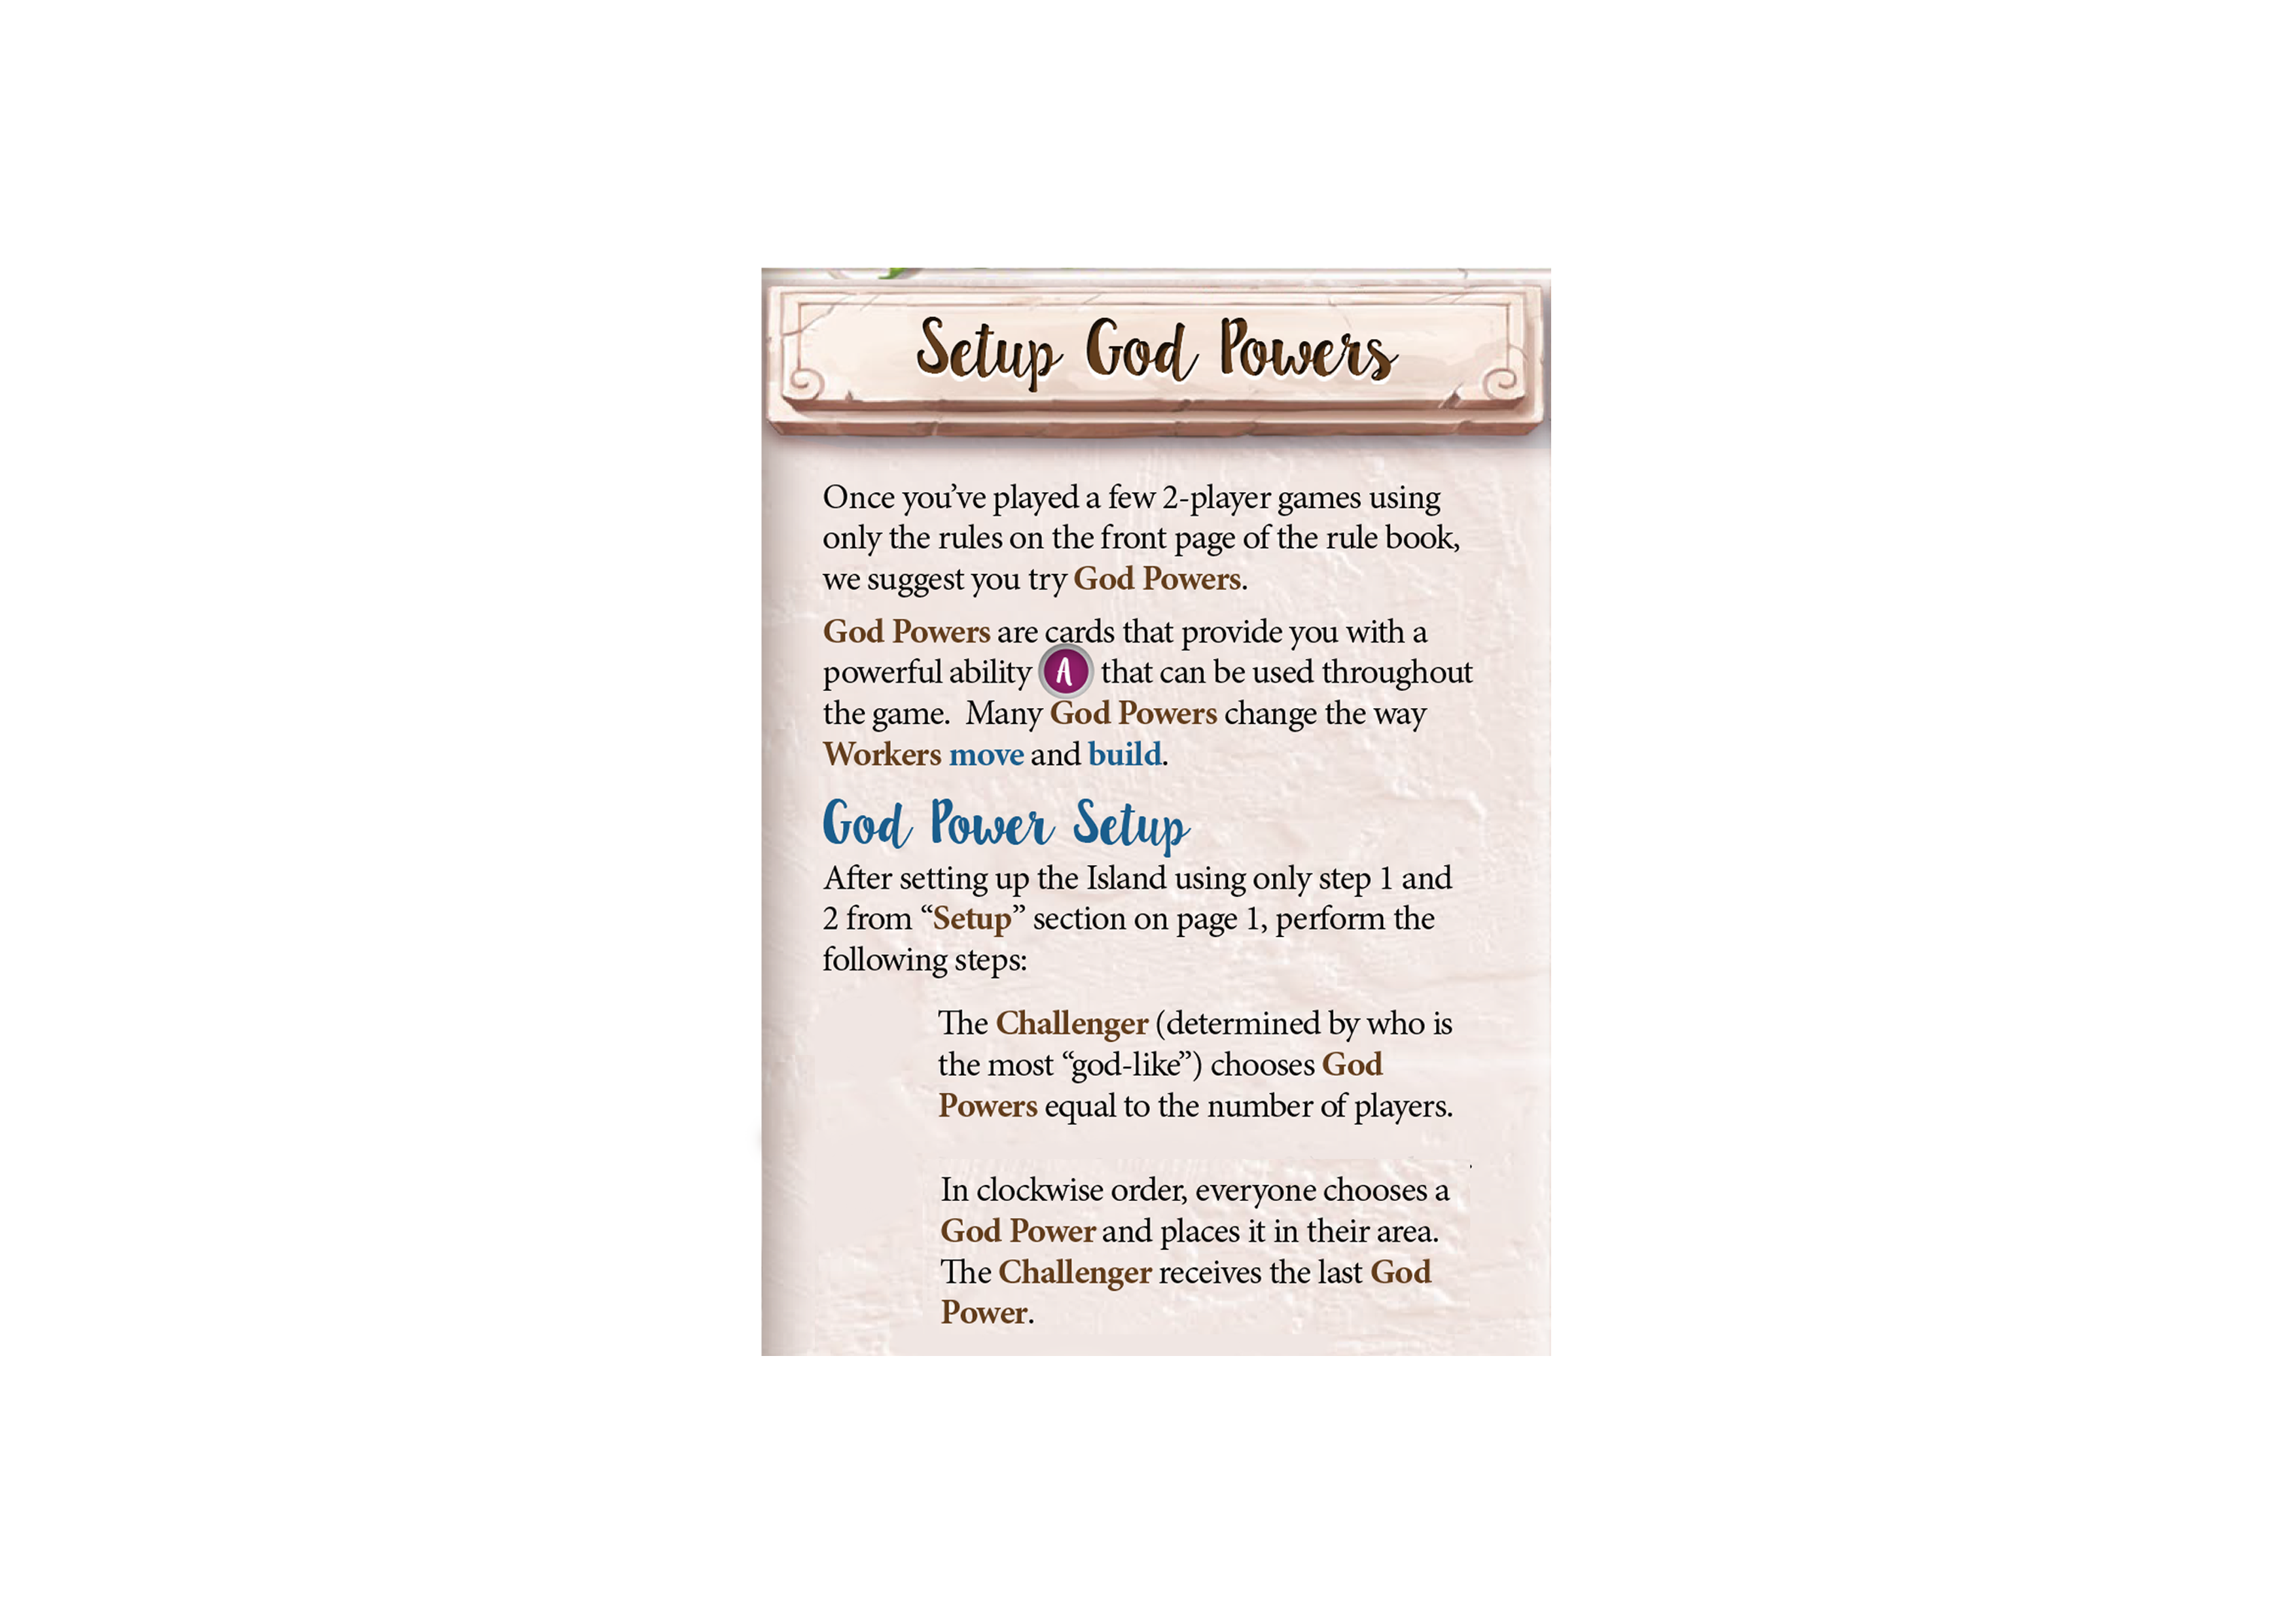 Setup God Powers
Once you’ve played a few 2-player games using
only the rules on the front page of the rule book,
we suggest you try God Powers.
God Powers are cards that provide you with a
powerful ability A that can be used throughout
the game.  Many God Powers change the way
Workers move and build.
God Power Setup
After setting up the Island using only step 1 and
2 from “Setup” section on page 1, perform the
following steps:
The Challenger (determined by who is
the most “god-like”) chooses God
Powers equal to the number of players.
In clockwise order, everyone chooses a
God Power and places it in their area.
The Challenger receives the last God
Power.